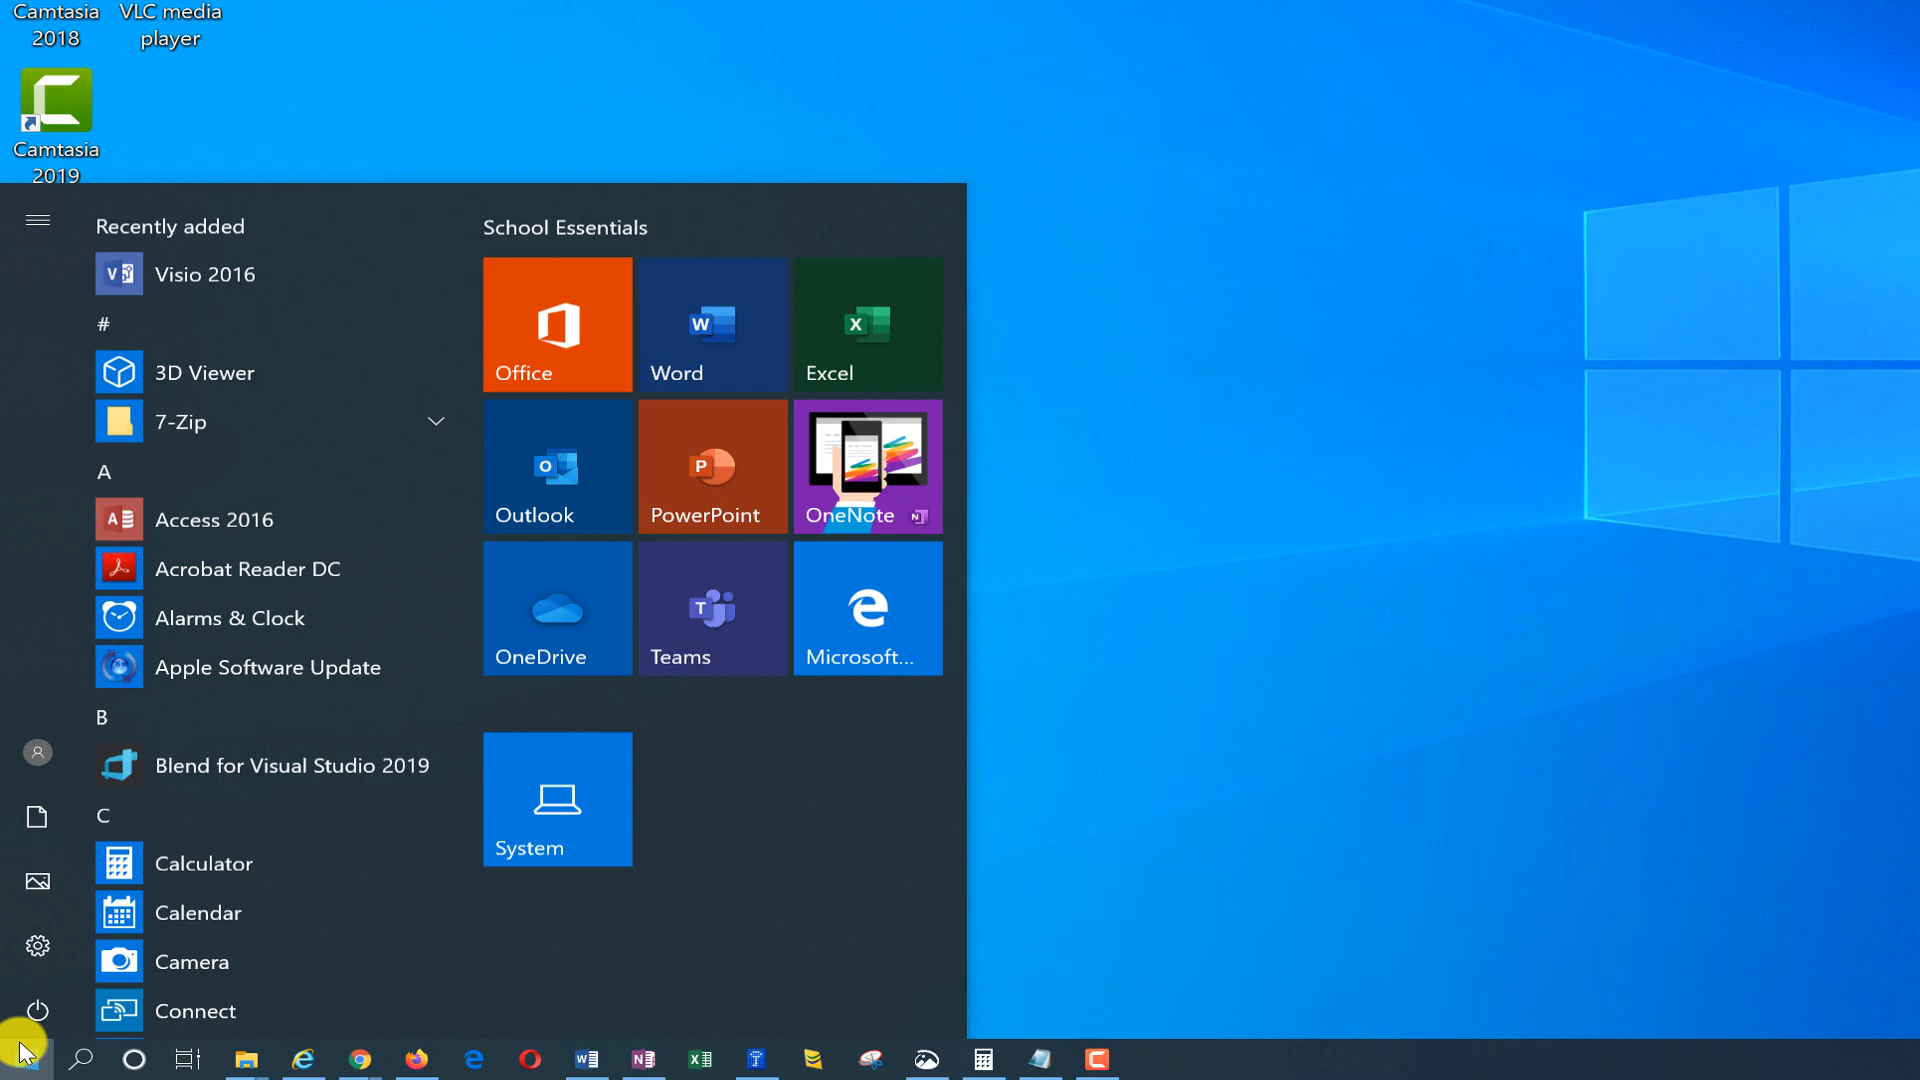 Camtasia
2018
VLC media
player
Camtasia
2019
Recently added
Visio 2016
#
3D Viewer
7-Zip
A
Access 2016
Acrobat Reader DC
Alarms & Clock
Apple Software Update
B
Blend for Visual Studio 2019
C
Calculator
Calendar
Camera
Connect
School Essentials
Office
Word
Excel
Outlook
PowerPoint
OneNote
OneDrive
Teams
Microsoft...
System